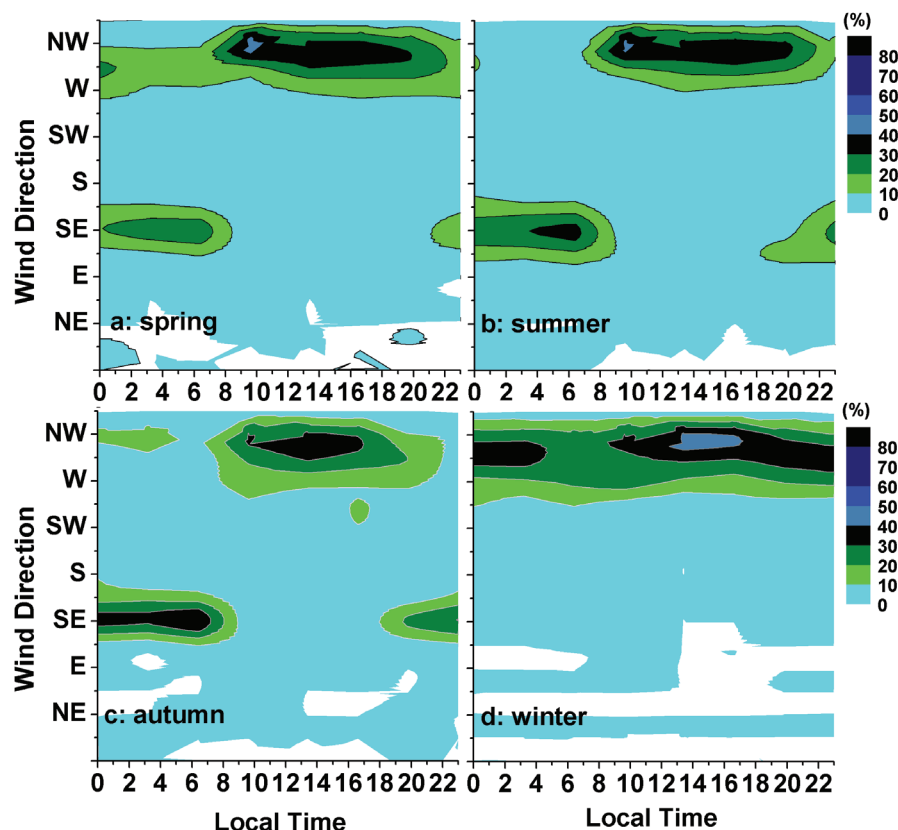 (%)
(%)
NW
W
SW
S
SE
E
NE
Wind Direction
a: spring
0 2 4 6 8 10 12 14 16 18 20 22
NW
W
SW
S
SE
E
NE
b: summer
0 2 4 6 8 10 12 14 16 18 20 22
80
70
60
50
40
30
20
10
0
NW
W
SW
S
SE
E
NE
Wind Direction
c: autumn
0 2 4 6 8 10 12 14 16 18 20 22
Local Time
d: winter
0 2 4 6 8 10 12 14 16 18 20 22
Local Time
80
70
60
50
40
30
20
10
0